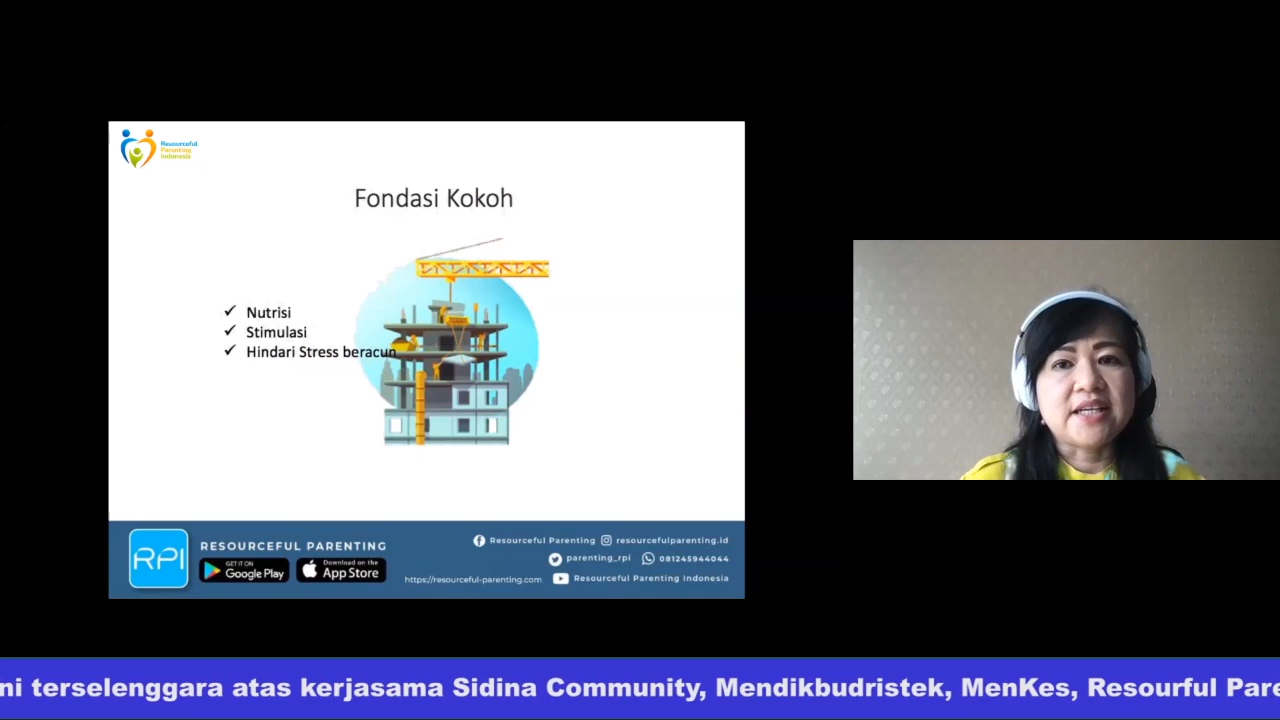 Resourceful
Parenting
Indonesia
Fondasi Kokoh
✓ Nutrisi
✓ Stimulasi
✓ Hindari Stress beracun
RPI
RESOURCEFUL PARENTING
GET IT ON
Google Play
Download on the
App Store
Resourceful Parenting resourcefulparenting.id
parenting_rpi 081245944044
https://resourceful-parenting.com Resourceful Parenting Indonesia
ni terselenggara atas kerjasama Sidina Community, Mendikbudristek, MenKes, Resourful Pare